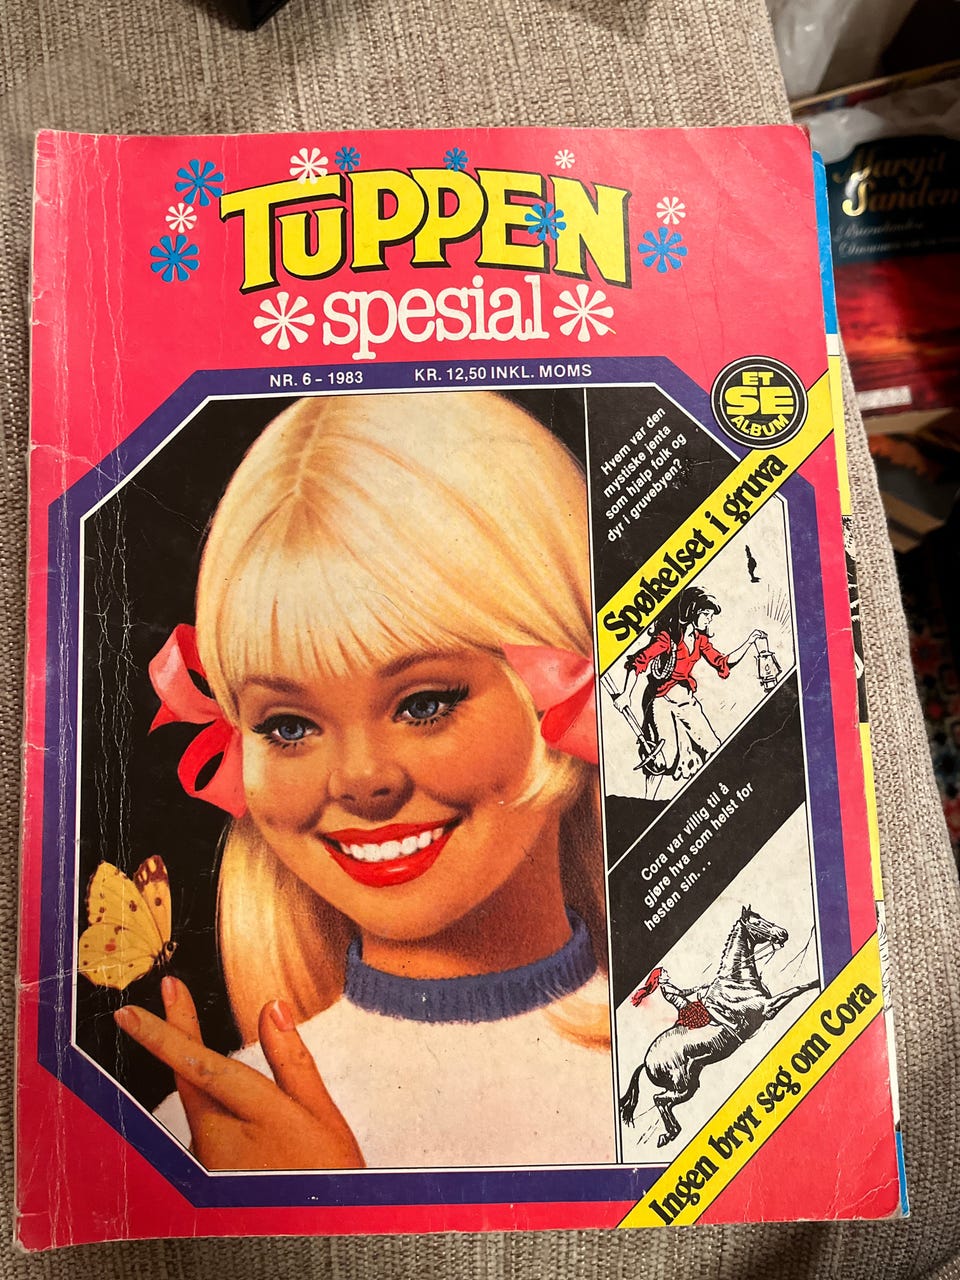 TUPPEN
spesial
NR. 6 - 1983 KR. 12,50 INKL. MOMS
ET
SE
ALBUM
Hvem var den
mystiske jenta
som hjalp folk og
dyr i gruvebyen?
Spøkelset i gruva
Cora var villig til å
gjøre hva som helst for
hesten sin...
Ingen bryr seg om Cora
Margit
Sandem